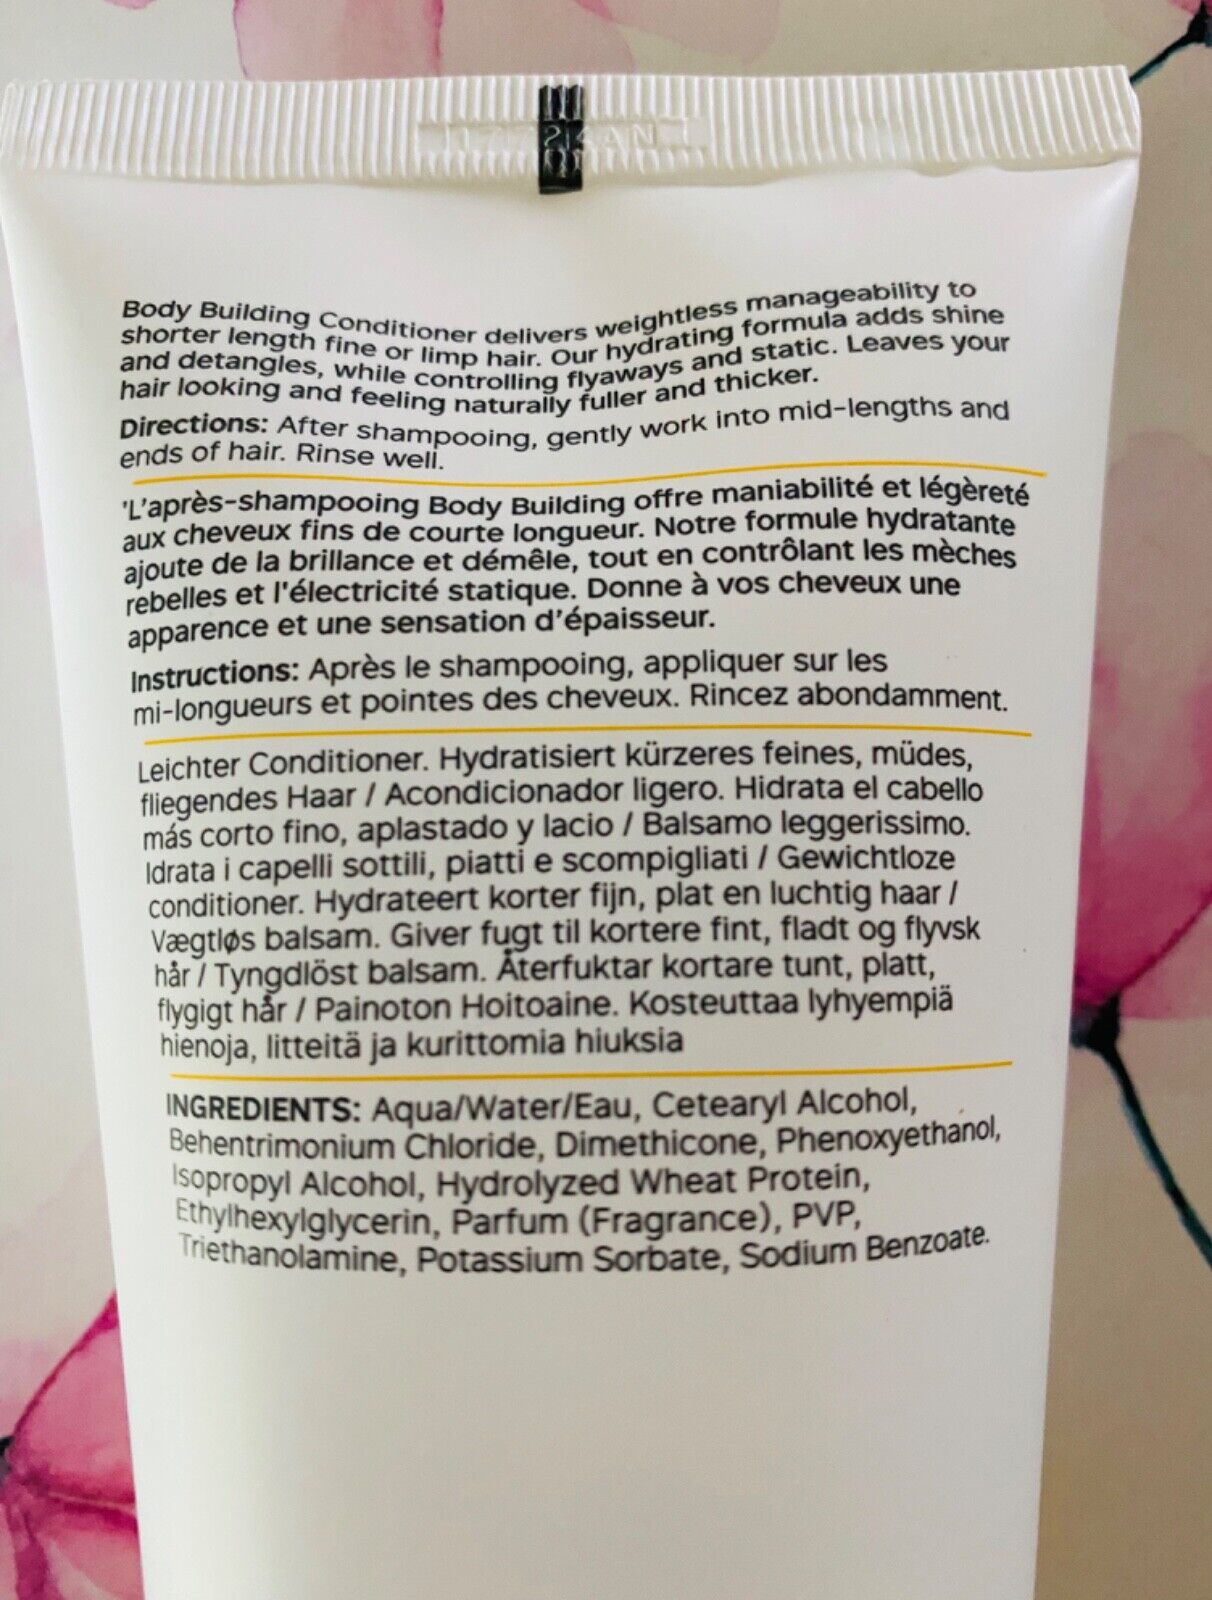 Body Building Conditioner delivers weightless manageability to
shorter length fine or limp hair. Our hydrating formula adds shine
and detangles, while controlling flyaways and static. Leaves your
hair looking and feeling naturally fuller and thicker.
Directions: After shampooing, gently work into mid-lengths and
ends of hair. Rinse well.
'L'après-shampooing Body Building offre maniabilité et légèreté
aux cheveux fins de courte longueur. Notre formule hydratante
ajoute de la brillance et démêle, tout en contrôlant les mèches
rebelles et l'électricité statique. Donne à vos cheveux une
apparence et une sensation d'épaisseur.
Instructions: Après le shampooing, appliquer sur les
mi-longueurs et pointes des cheveux. Rincez abondamment.
Leichter Conditioner. Hydratisiert kürzeres feines, müdes,
fliegendes Haar / Acondicionador ligero. Hidrata el cabello
más corto fino, aplastado y lacio / Balsamo leggerissimo.
Idrata i capelli sottili, piatti e scompigliati / Gewichtloze
conditioner. Hydrateert korter fijn, plat en luchtig haar /
Vægtløs balsam. Giver fugt til kortere fint, fladt og flyvsk
hår / Tyngdlöst balsam. Återfuktar kortare tunt, platt,
flygigt hår / Painoton Hoitoaine. Kosteuttaa lyhyempiä
hienoja, litteitä ja kurittomia hiuksia
INGREDIENTS: Aqua/Water/Eau, Cetearyl Alcohol,
Behentrimonium Chloride, Dimethicone, Phenoxyethanol,
Isopropyl Alcohol, Hydrolyzed Wheat Protein,
Ethylhexylglycerin, Parfum (Fragrance), PVP,
Triethanolamine, Potassium Sorbate, Sodium Benzoate.